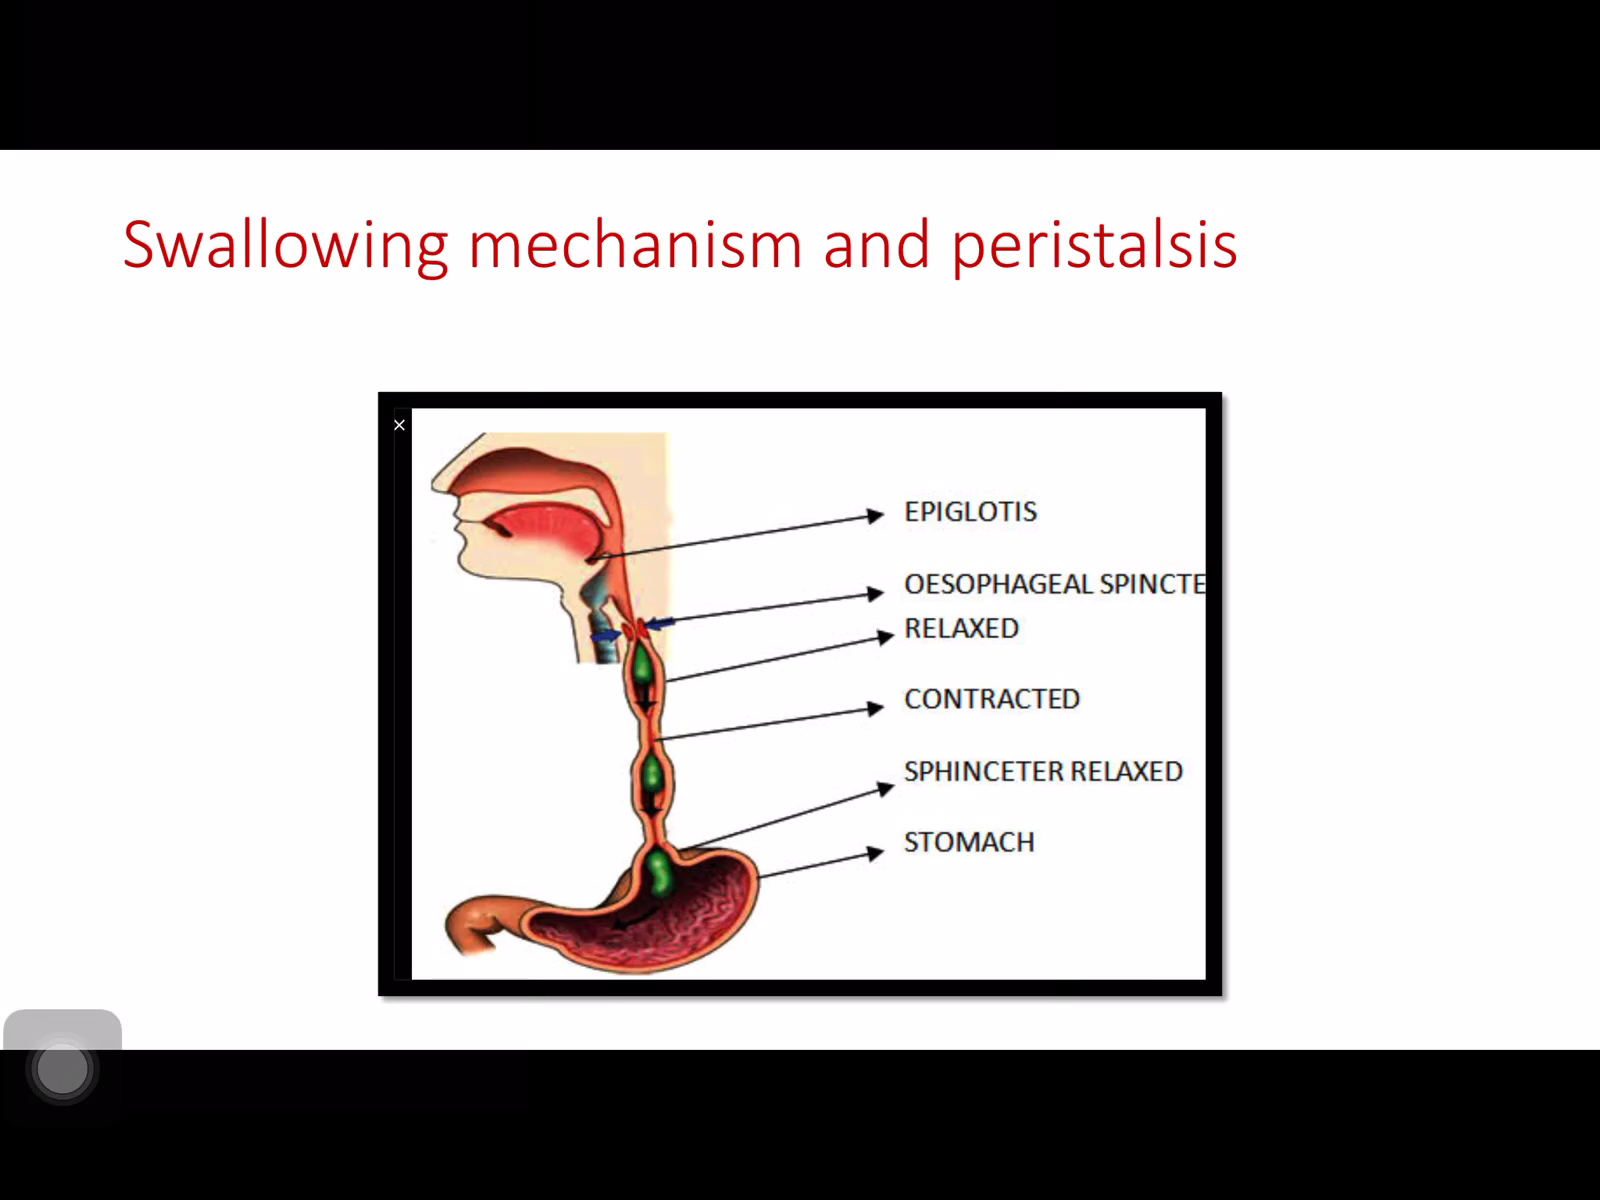 Swallowing mechanism and peristalsis
EPIGLOTIS
OESOPHAGEAL SPINCTE
RELAXED
CONTRACTED
SPHINCETER RELAXED
STOMACH